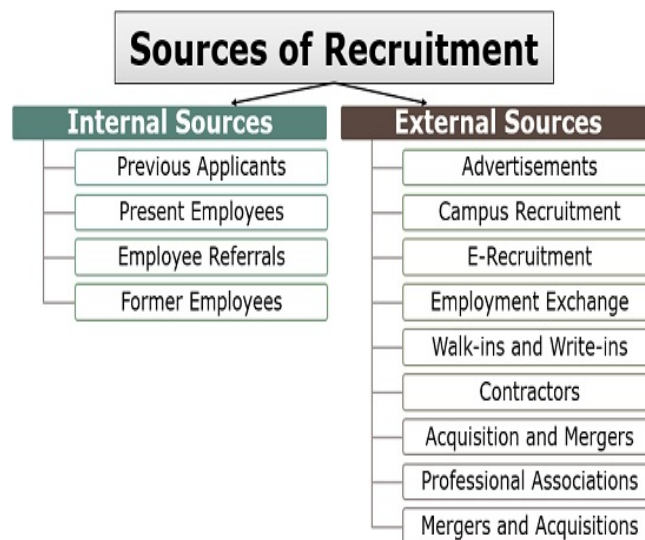 Sources of Recruitment
Internal Sources
Previous Applicants
Present Employees
Employee Referrals
Former Employees
External Sources
Advertisements
Campus Recruitment
E-Recruitment
Employment Exchange
Walk-ins and Write-ins
Contractors
Acquisition and Mergers
Professional Associations
Mergers and Acquisitions